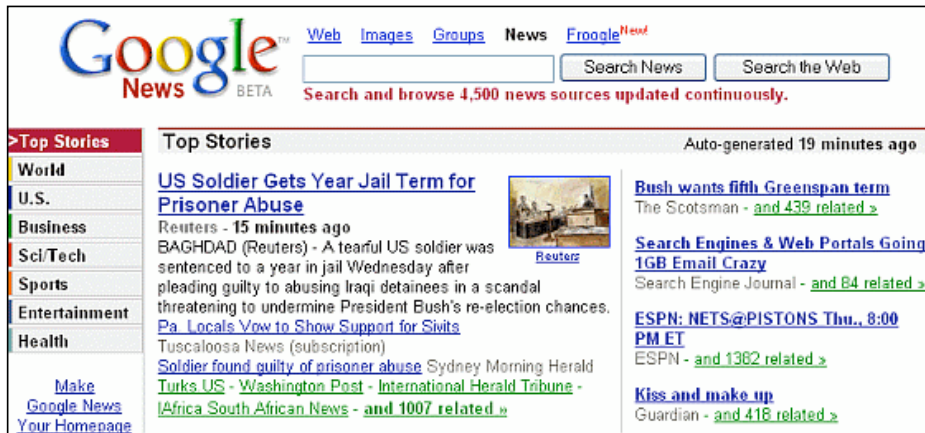 Google™
News BETA
Web Images Groups News Froogle New!
Search News Search the Web
Search and browse 4,500 news sources updated continuously.
>Top Stories
World
U.S.
Business
Sci/Tech
Sports
Entertainment
Health
Make
Google News
Your Homepage
Top Stories
Auto-generated 19 minutes ago
US Soldier Gets Year Jail Term for
Prisoner Abuse
Reuters - 15 minutes ago
BAGHDAD (Reuters) - A tearful US soldier was
sentenced to a year in jail Wednesday after
pleading guilty to abusing Iraqi detainees in a scandal
threatening to undermine President Bush's re-election chances.
Pa. Locals Vow to Show Support for Sivits
Tuscaloosa News (subscription)
Soldier found guilty of prisoner abuse Sydney Morning Herald
Turks US - Washington Post - International Herald Tribune -
IAfrica South African News - and 1007 related »
Reuters
Bush wants fifth Greenspan term
The Scotsman - and 439 related »
Search Engines & Web Portals Going
1GB Email Crazy
Search Engine Journal - and 84 related »
ESPN: NETS@PISTONS Thu., 8:00
PM ET
ESPN - and 1382 related »
Kiss and make up
Guardian - and 418 related »